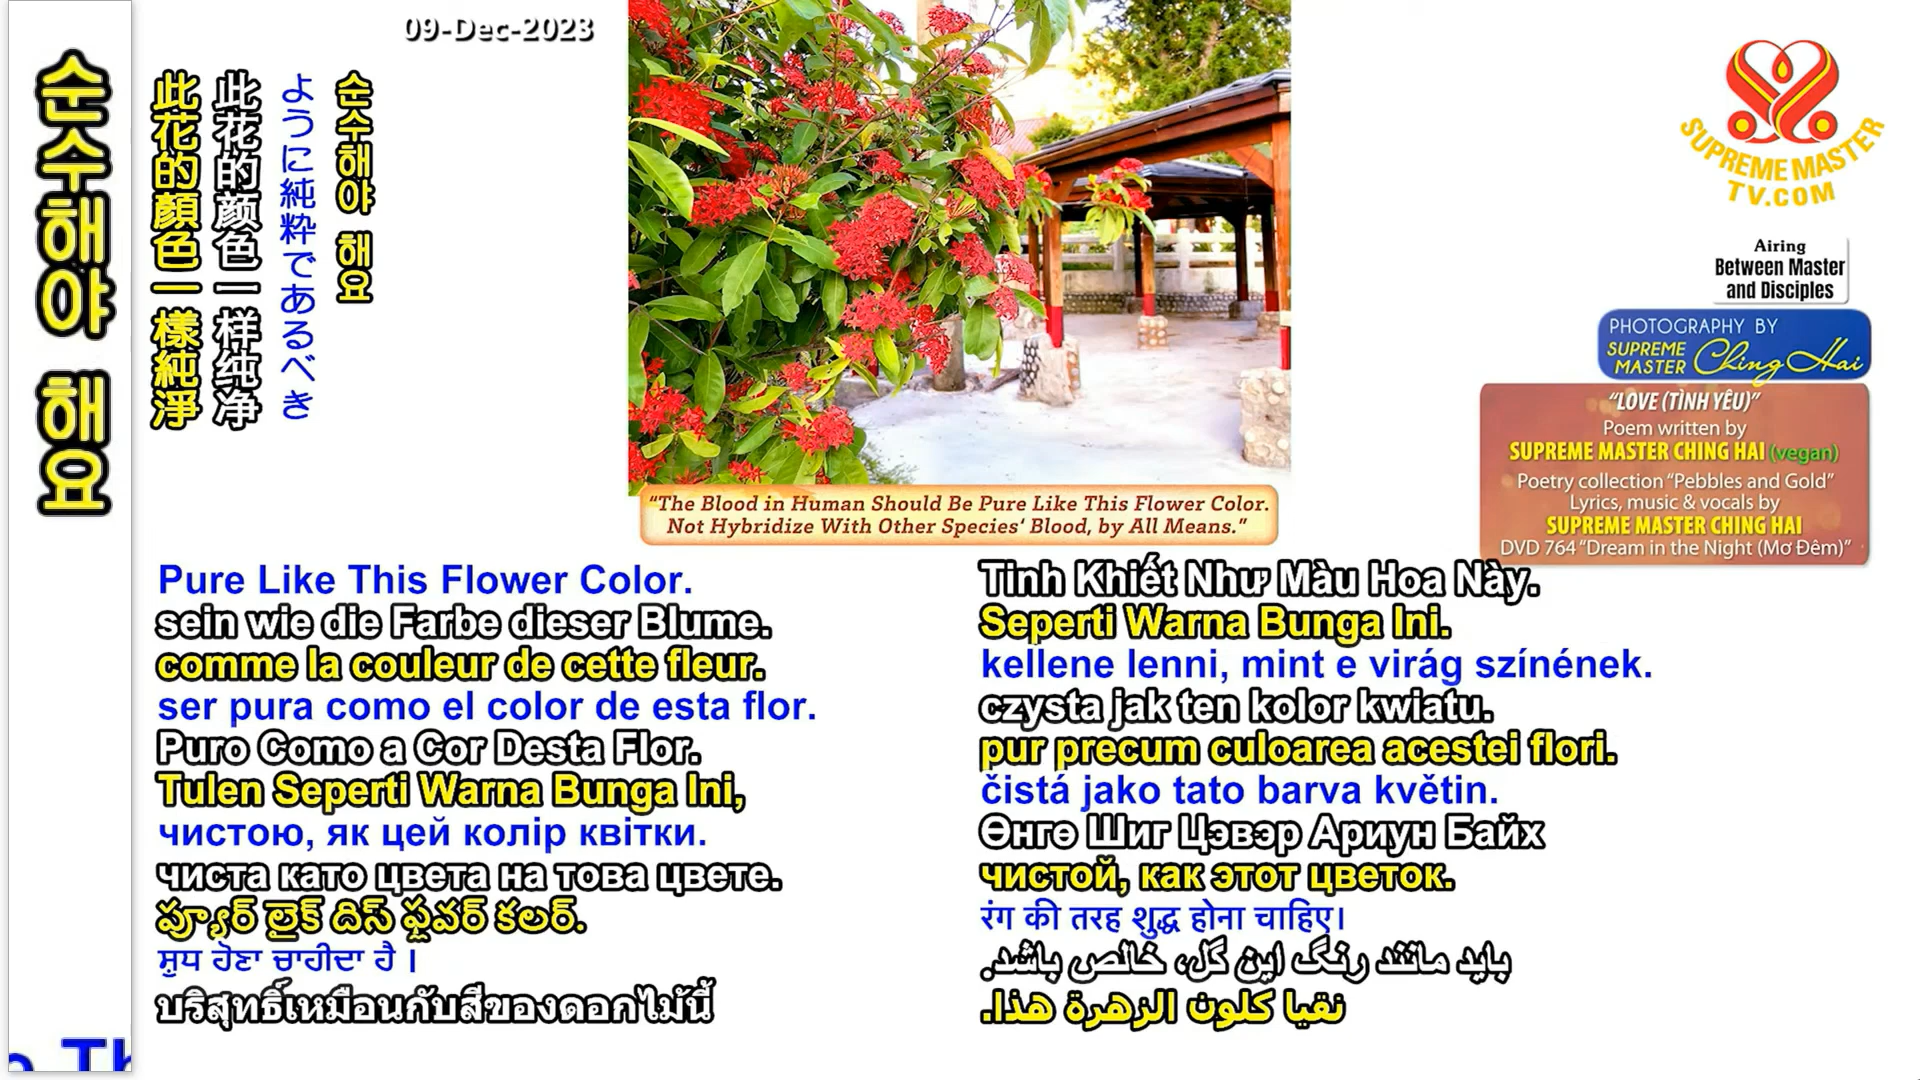 순수해야 해요
09-Dec-2023
순수해야 해요
ように純粋であるべき
此花的颜色一样纯净
此花的顏色一樣純淨
SUPREME MASTER
TV.COM
Airing
Between Master
and Disciples
PHOTOGRAPHY BY
SUPREME
MASTER Ching Hai
“LOVE (TÌNH YÊU)”
Poem written by
SUPREME MASTER CHING HAI (vegan)
Poetry collection “Pebbles and Gold”
Lyrics, music & vocals by
SUPREME MASTER CHING HAI
DVD 764 “Dream in the Night (Mơ Đêm)”
“The Blood in Human Should Be Pure Like This Flower Color.
Not Hybridize With Other Species‘ Blood, by All Means.”
Pure Like This Flower Color.
sein wie die Farbe dieser Blume.
comme la couleur de cette fleur.
ser pura como el color de esta flor.
Puro Como a Cor Desta Flor.
Tulen Seperti Warna Bunga Ini,
чистою, як цей колір квітки.
чиста като цвета на това цвете.
ప్యూర్ లైక్ దిస్ ఫ్లవర్ కలర్.
ਸ਼ੁਧ ਹੋਣਾ ਚਾਹੀਦਾ ਹੈ ।
บริสุทธิ์เหมือนกับสีของดอกไม้นี้
Tinh Khiết Như Màu Hoa Này.
Seperti Warna Bunga Ini.
kellene lenni, mint e virág színének.
czysta jak ten kolor kwiatu.
pur precum culoarea acestei flori.
čistá jako tato barva květin.
Өнгө Шиг Цэвэр Ариун Байх
чистой, как этот цветок.
रंग की तरह शुद्ध होना चाहिए।
باید مانند رنگ این گل، خالص باشد.
نقيا كلون الزهرة هذا.